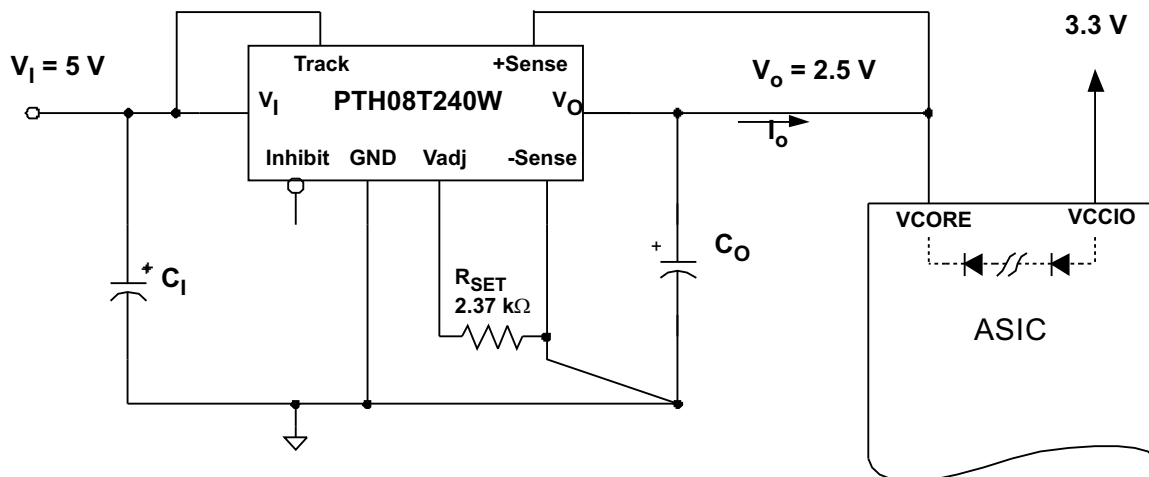 3.3 V
V_I = 5 V
Track
+Sense
V_o = 2.5 V
V_I
PTH08T240W
V_O
I_o
Inhibit
GND
Vadj
-Sense
VCORE
VCCIO
+
C_I
+
C_O
R_SET
2.37 kΩ
ASIC